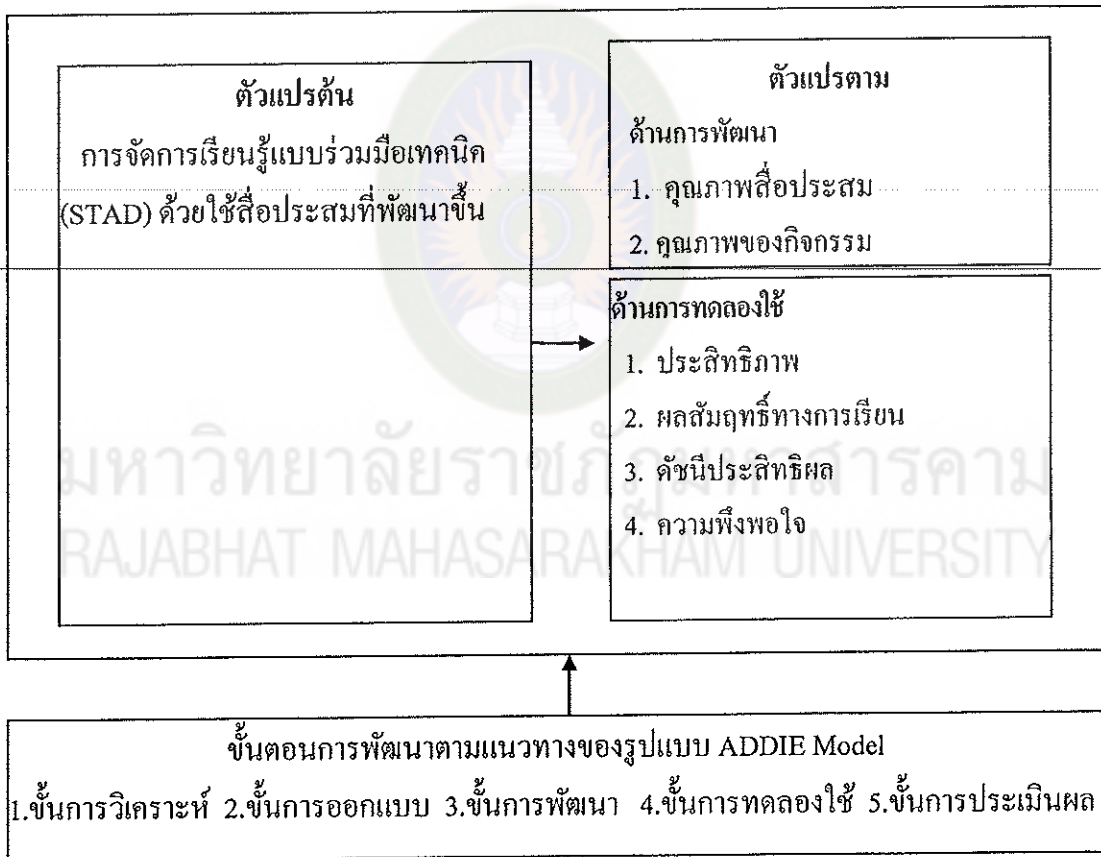 ตัวแปรต้น
การจัดการเรียนรู้แบบร่วมมือเทคนิค
(STAD) ด้วยใช้สื่อประสมที่พัฒนาขึ้น
ตัวแปรตาม
ด้านการพัฒนา
1. คุณภาพสื่อประสม
2. คุณภาพของกิจกรรม
ด้านการทดลองใช้
1. ประสิทธิภาพ
2. ผลสัมฤทธิ์ทางการเรียน
3. ดัชนีประสิทธิผล
4. ความพึงพอใจ
มหาวิทยาลัยราชภัฏมหาสารคาม
RAJABHAT MAHASARAKHAM UNIVERSITY
ขั้นตอนการพัฒนาตามแนวทางของรูปแบบ ADDIE Model
1.ขั้นการวิเคราะห์ 2.ขั้นการออกแบบ 3.ขั้นการพัฒนา 4.ขั้นการทดลองใช้ 5.ขั้นการประเมินผล